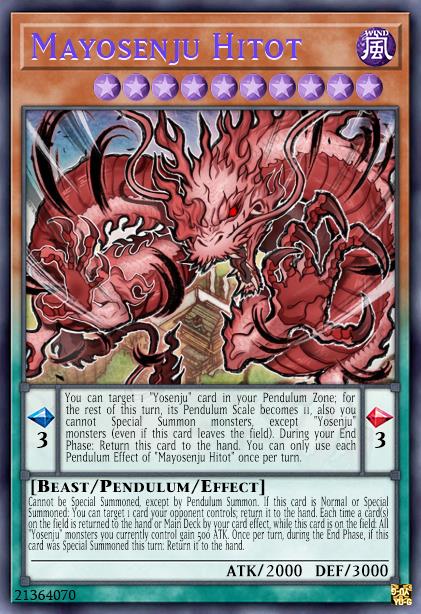 Mayosenju Hitot
WIND
風
You can target 1 "Yosenju" card in your Pendulum Zone; for
the rest of this turn, its Pendulum Scale becomes 11, also you
cannot Special Summon monsters, except "Yosenju"
monsters (even if this card leaves the field). During your End
Phase: Return this card to the hand. You can only use each
Pendulum Effect of "Mayosenju Hitot" once per turn.
3
3
[Beast/Pendulum/Effect]
Cannot be Special Summoned, except by Pendulum Summon. If this card is Normal or Special
Summoned: You can target 1 card your opponent controls; return it to the hand. Each time a card(s)
on the field is returned to the hand or Main Deck by your card effect, while this card is on the field: All
"Yosenju" monsters you currently control gain 500 ATK. Once per turn, during the End Phase, if this
card was Special Summoned this turn: Return it to the hand.
ATK/2000 DEF/3000
21364070